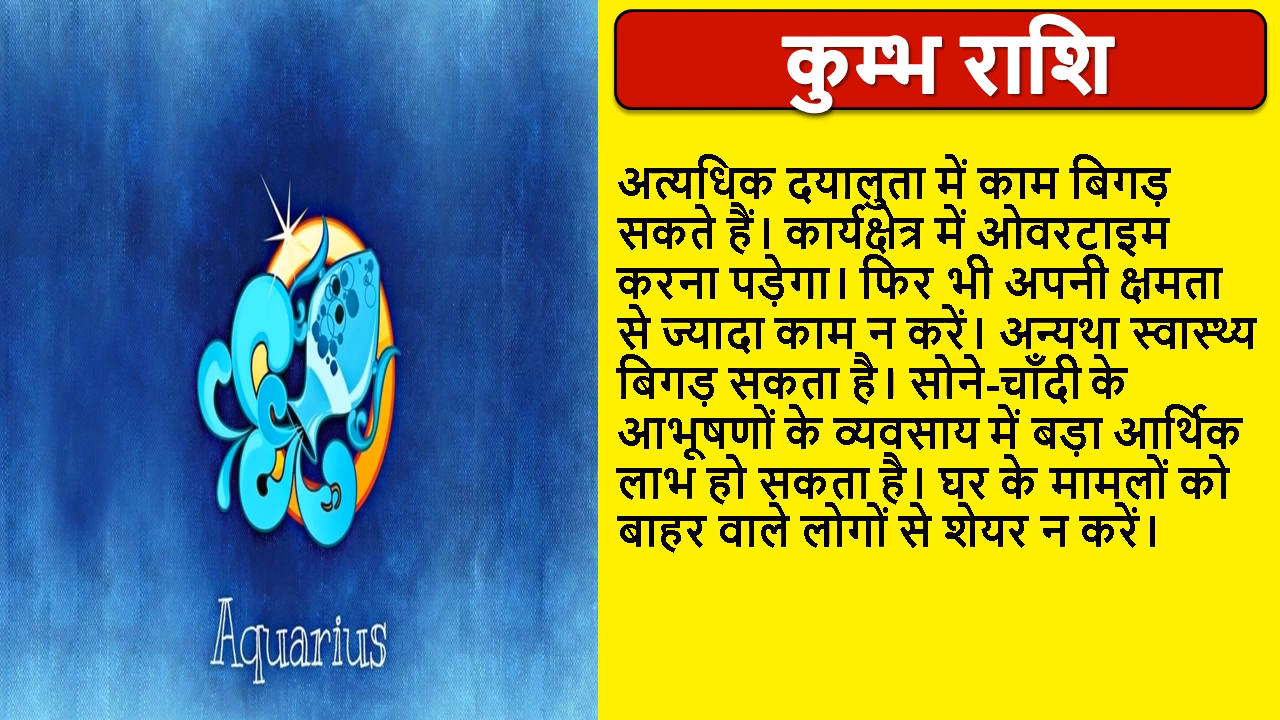 कुम्भ राशि
अत्यधिक दयालुता में काम बिगड़
सकते हैं। कार्यक्षेत्र में ओवरटाइम
करना पड़ेगा। फिर भी अपनी क्षमता
से ज्यादा काम न करें। अन्यथा स्वास्थ्य
बिगड़ सकता है। सोने-चाँदी के
आभूषणों के व्यवसाय में बड़ा आर्थिक
लाभ हो सकता है। घर के मामलों को
बाहर वाले लोगों से शेयर न करें।
Aquarius